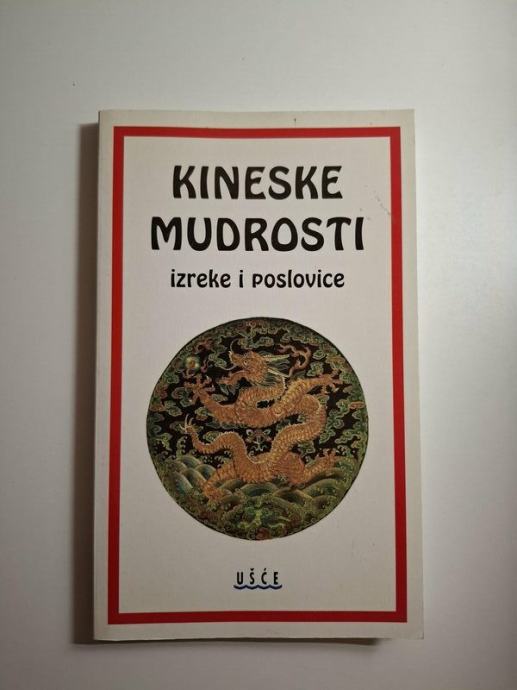 KINESKE
MUDROSTI
izreke i poslovice
UŠĆE